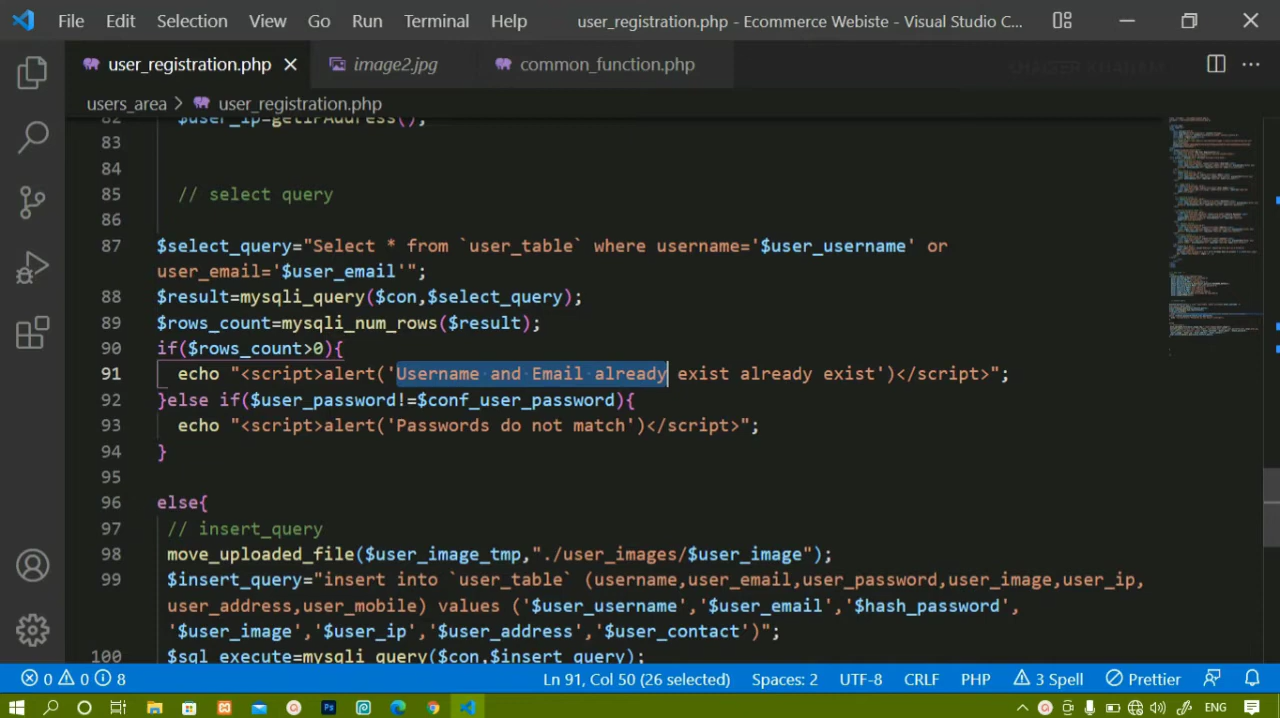 File Edit Selection View Go Run Terminal Help user_registration.php - Ecommerce Webiste - Visual Studio C...
user_registration.php image2.jpg common_function.php
users_area > user_registration.php
82 $user_ip=getIPAddress();
83
84
85 // select query
86
87 $select_query="Select * from `user_table` where username='$user_username' or
user_email='$user_email'";
88 $result=mysqli_query($con,$select_query);
89 $rows_count=mysqli_num_rows($result);
90 if($rows_count>0){
91 echo "<script>alert('Username and Email already exist already exist')</script>";
92 }else if($user_password!=$conf_user_password){
93 echo "<script>alert('Passwords do not match')</script>";
94 }
95
96 else{
97 // insert_query
98 move_uploaded_file($user_image_tmp,"./user_images/$user_image");
99 $insert_query="insert into `user_table` (username,user_email,user_password,user_image,user_ip,
user_address,user_mobile) values ('$user_username','$user_email','$hash_password',
'$user_image','$user_ip','$user_address','$user_contact')";
100 $sql_execute=mysqli_query($con,$insert_query);
0 0 8 Ln 91, Col 50 (26 selected) Spaces: 2 UTF-8 CRLF PHP 3 Spell Prettier
ENG